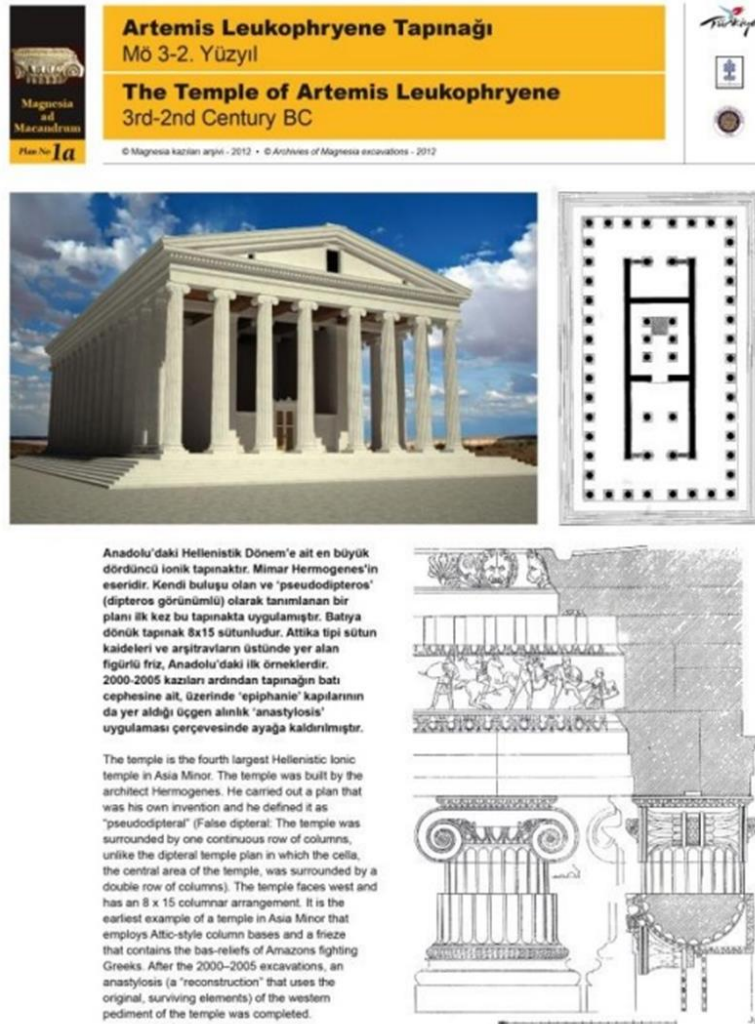 Artemis Leukophryene Tapınağı
Mö 3-2. Yüzyıl
The Temple of Artemis Leukophryene
3rd-2nd Century BC
Magnesia
ad
Maeandrum
Plan No 1a
© Magnesia kazıları arşivi - 2012 • © Archivies of Magnesia excavations - 2012
Türkiye
Anadolu'daki Hellenistik Dönem'e ait en büyük
dördüncü ionik tapınaktır. Mimar Hermogenes'in
eseridir. Kendi buluşu olan ve 'pseudodipteros'
(dipteros görünümlü) olarak tanımlanan bir
planı ilk kez bu tapınakta uygulamıştır. Batıya
dönük tapınak 8x15 sütunludur. Attika tipi sütun
kaideleri ve arşitravların üstünde yer alan
figürlü friz, Anadolu'daki ilk örneklerdir.
2000-2005 kazıları ardından tapınağın batı
cephesine ait, üzerinde 'epiphanie' kapılarının
da yer aldığı üçgen alınlık 'anastylosis'
uygulaması çerçevesinde ayağa kaldırılmıştır.
The temple is the fourth largest Hellenistic Ionic
temple in Asia Minor. The temple was built by the
architect Hermogenes. He carried out a plan that
was his own invention and he defined it as
"pseudodipteral" (False dipteral: The temple was
surrounded by one continuous row of columns,
unlike the dipteral temple plan in which the cella,
the central area of the temple, was surrounded by a
double row of columns). The temple faces west and
has an 8 x 15 columnar arrangement. It is the
earliest example of a temple in Asia Minor that
employs Attic-style column bases and a frieze
that contains the bas-reliefs of Amazons fighting
Greeks. After the 2000–2005 excavations, an
anastylosis (a "reconstruction" that uses the
original, surviving elements) of the western
pediment of the temple was completed.